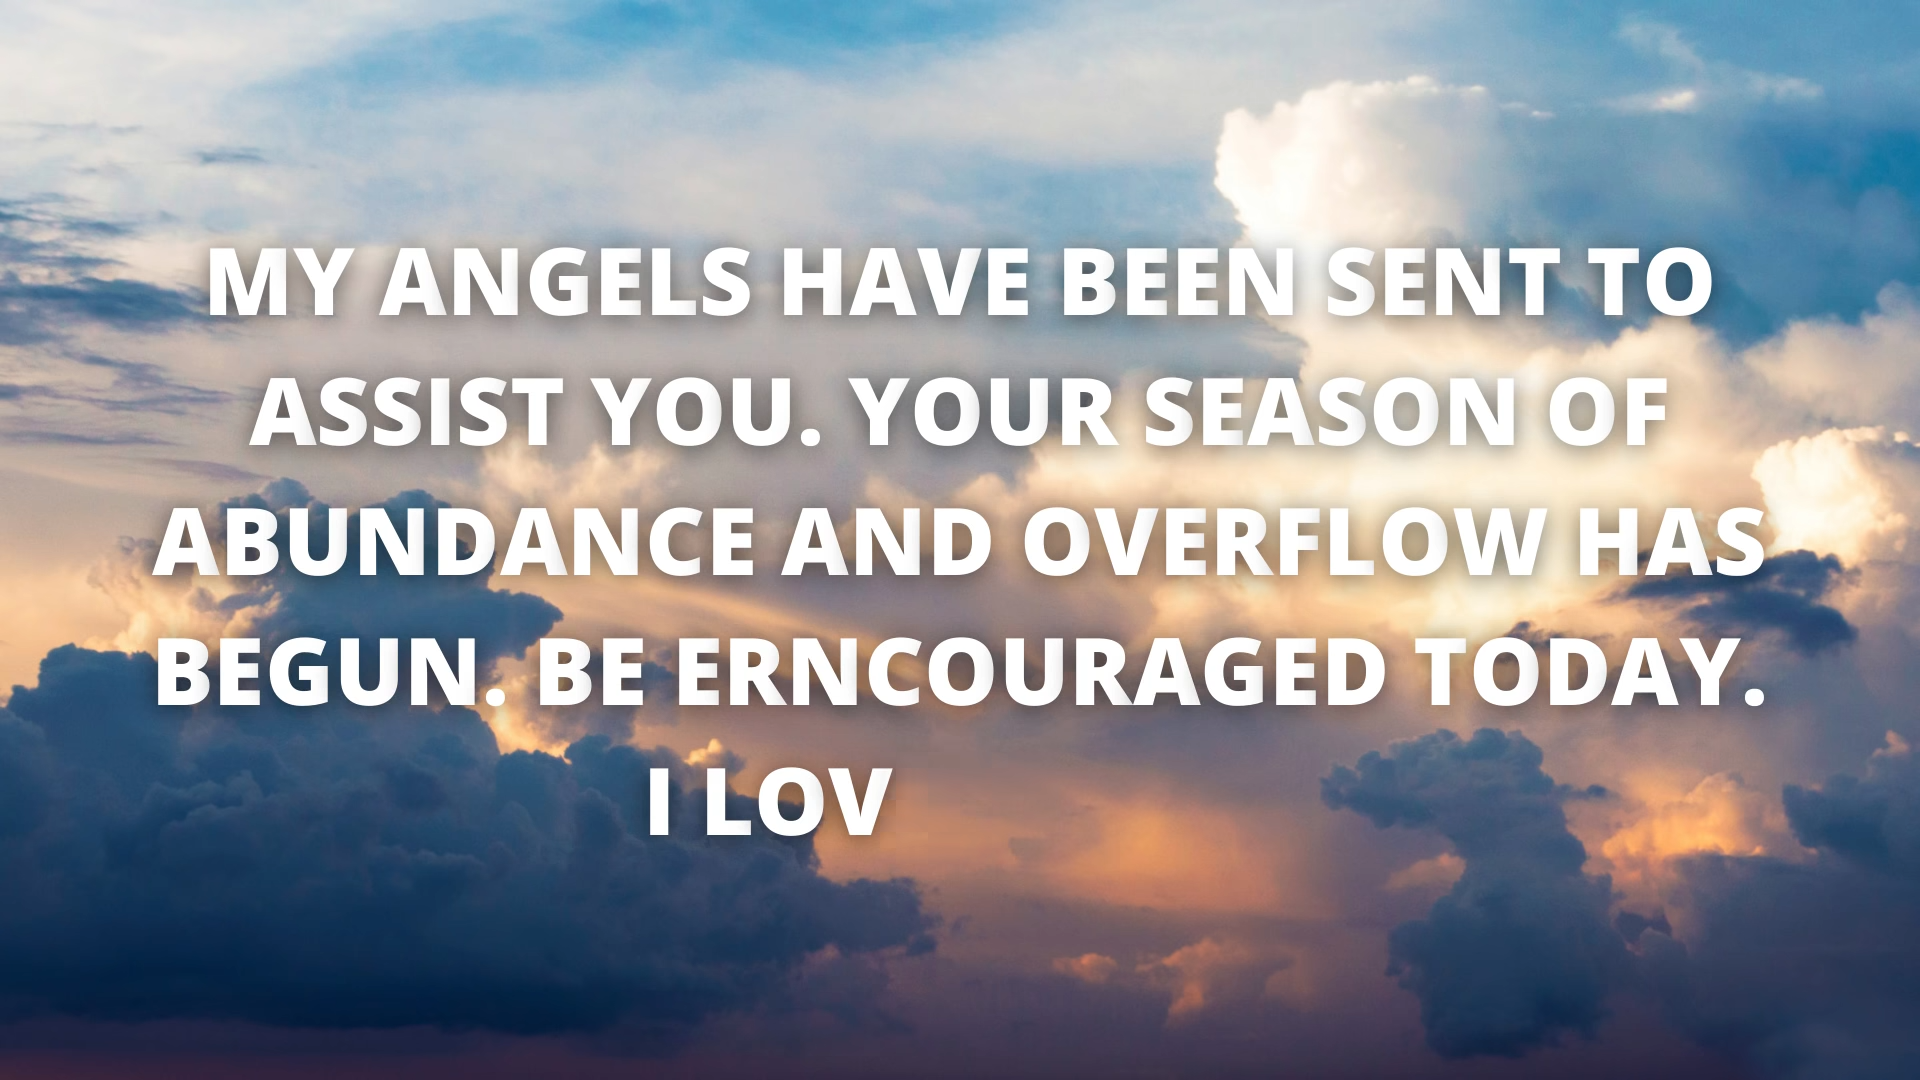 MY ANGELS HAVE BEEN SENT TO
ASSIST YOU. YOUR SEASON OF
ABUNDANCE AND OVERFLOW HAS
BEGUN. BE ERNCOURAGED TODAY.
I LOV